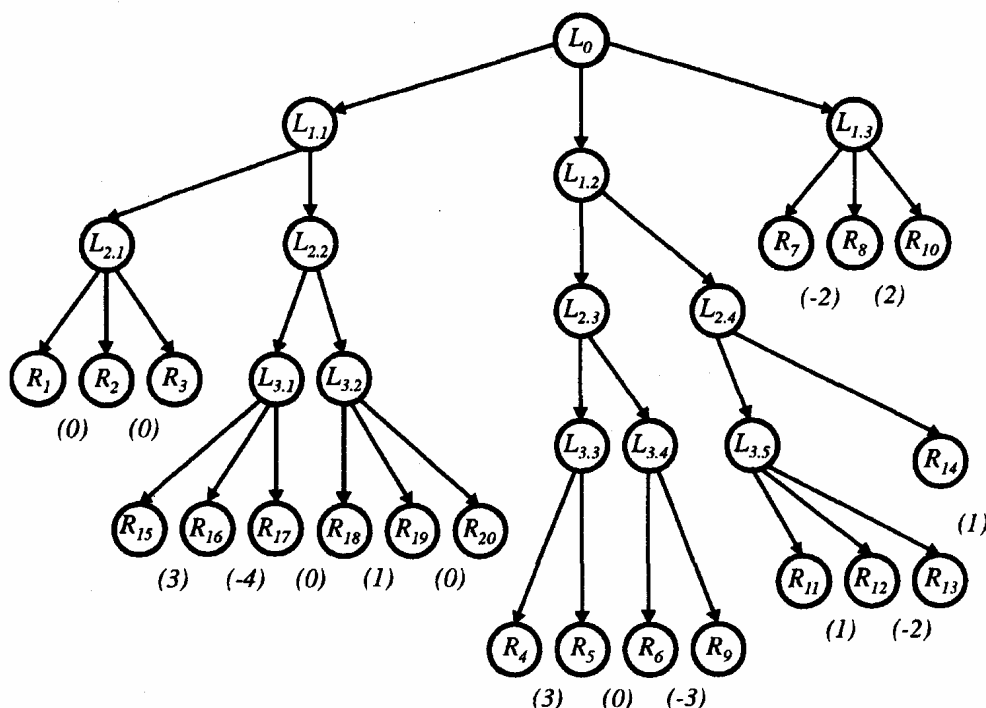 L0
L1.1
L1.3
L1.2
L2.1
L2.2
R7 R8 R10
(-2) (2)
L2.3
L2.4
R1 R2 R3
L3.1 L3.2
(0) (0)
L3.3 L3.4
L3.5
R14
R15 R16 R17 R18 R19 R20
(1)
(3) (-4) (0) (1) (0)
R11 R12 R13
(1) (-2)
R4 R5 R6 R9
(3) (0) (-3)